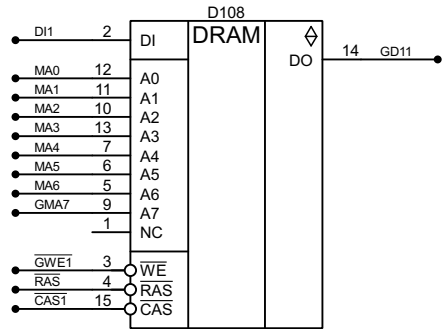 D108
DI1 2 DI DRAM
DO 14 GD11
MA0 12 A0
MA1 11 A1
MA2 10 A2
MA3 13 A3
MA4 7 A4
MA5 6 A5
MA6 5 A6
GMA7 9 A7
1 NC
GWE1 3 WE
RAS 4 RAS
CAS1 15 CAS